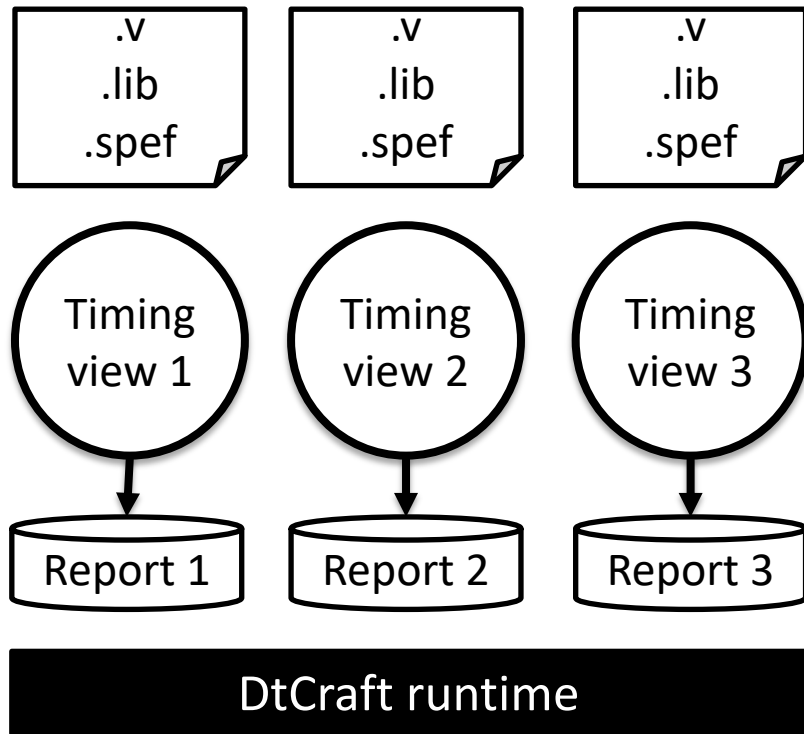 .v
.lib
.spef
.v
.lib
.spef
.v
.lib
.spef
Timing
view 1
Timing
view 2
Timing
view 3
Report 1
Report 2
Report 3
DtCraft runtime